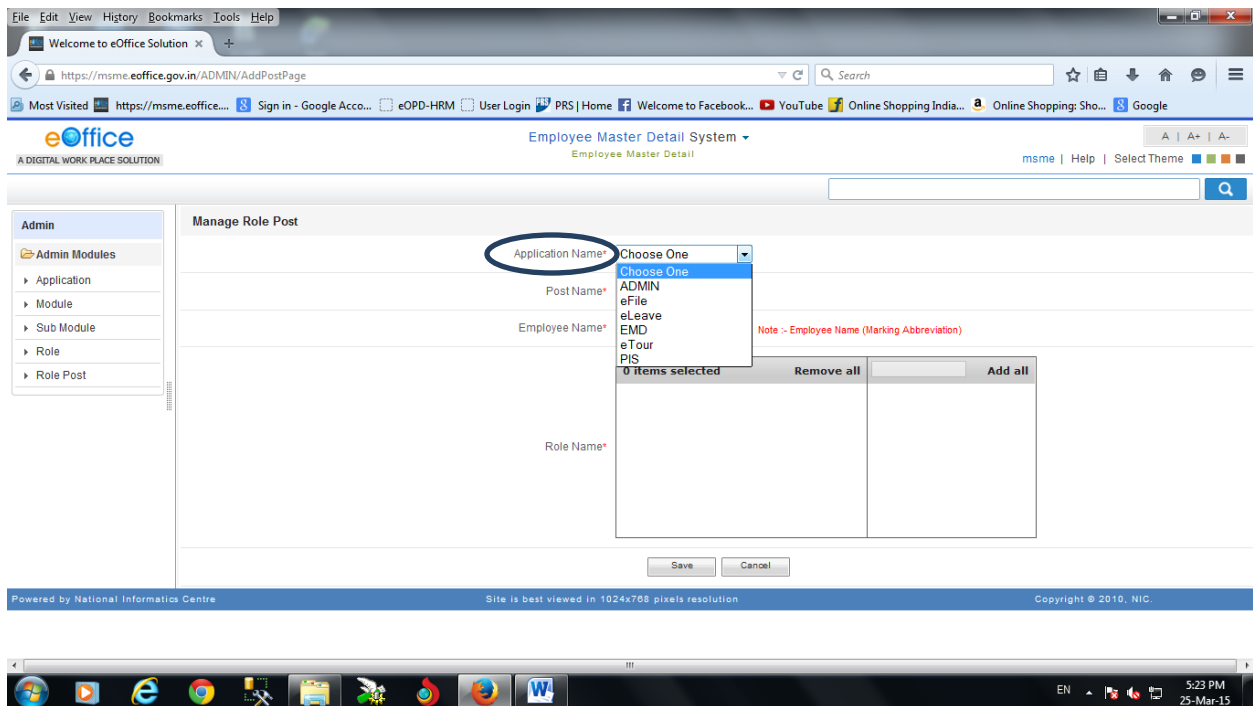 File Edit View History Bookmarks Tools Help
Welcome to eOffice Solution × +
https://msme.eoffice.gov.in/ADMIN/AddPostPage Search
Most Visited https://msme.eoffice.... Sign in - Google Acco... eOPD-HRM User Login PRS | Home Welcome to Facebook... YouTube Online Shopping India... Online Shopping: Sho... Google
eOffice Employee Master Detail System A | A+ | A-
A DIGITAL WORK PLACE SOLUTION Employee Master Detail msme | Help | Select Theme
Admin Manage Role Post
Admin Modules Application Name* Choose One
Choose One
Application ADMIN
Post Name* eFile
Module eLeave
Sub Module Employee Name* EMD Note :- Employee Name (Marking Abbreviation)
eTour
Role PIS
Role Post 0 items selected Remove all Add all
Role Name*
Save Cancel
Powered by National Informatics Centre Site is best viewed in 1024x768 pixels resolution Copyright © 2010, NIC.
EN 5:23 PM
25-Mar-15